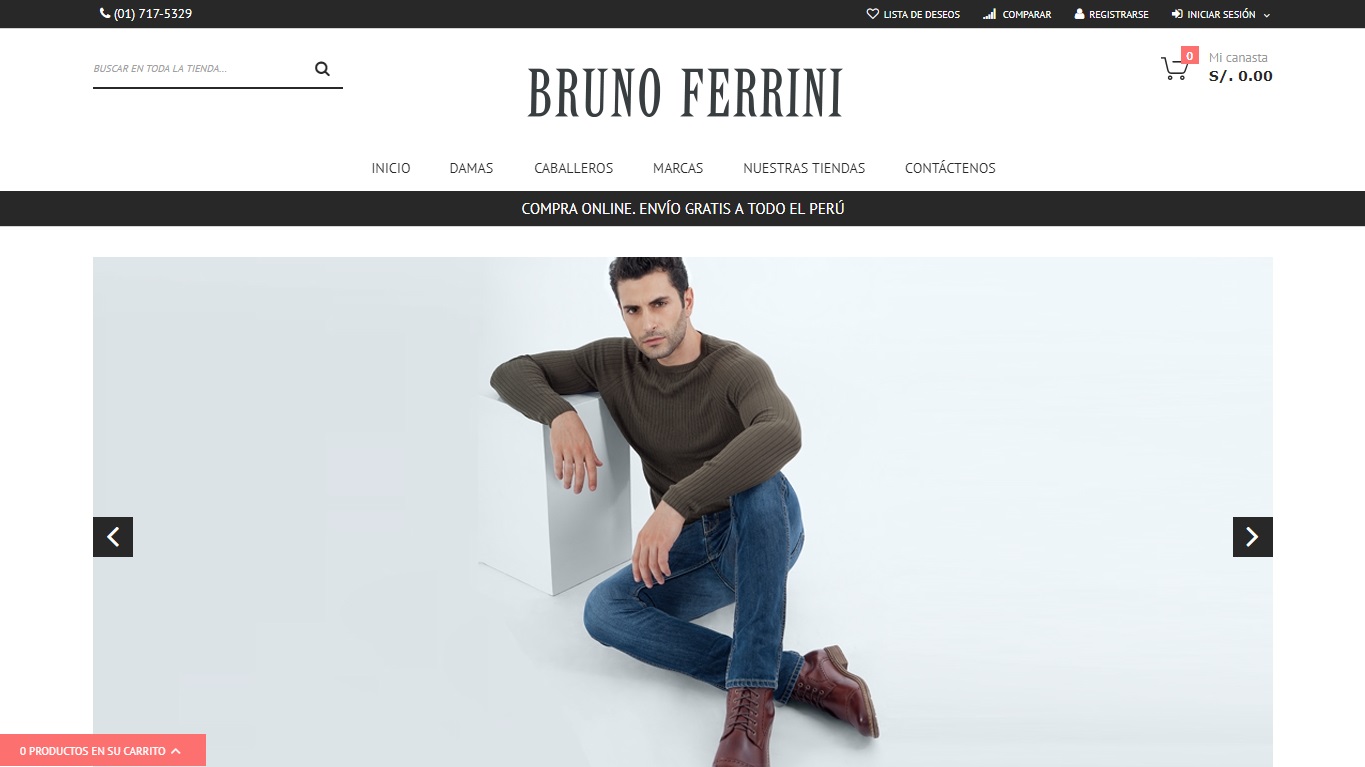 (01) 717-5329
LISTA DE DESEOS
COMPARAR
REGISTRARSE
INICIAR SESIÓN
BUSCAR EN TODA LA TIENDA...
BRUNO FERRINI
0
Mi canasta
S/. 0.00
INICIO
DAMAS
CABALLEROS
MARCAS
NUESTRAS TIENDAS
CONTÁCTENOS
COMPRA ONLINE. ENVÍO GRATIS A TODO EL PERÚ
0 PRODUCTOS EN SU CARRITO